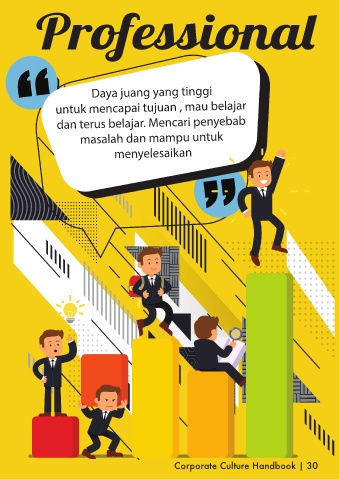 Professional
Daya juang yang tinggi
untuk mencapai tujuan , mau belajar
dan terus belajar. Mencari penyebab
masalah dan mampu untuk
menyelesaikan
Corporate Culture Handbook | 30